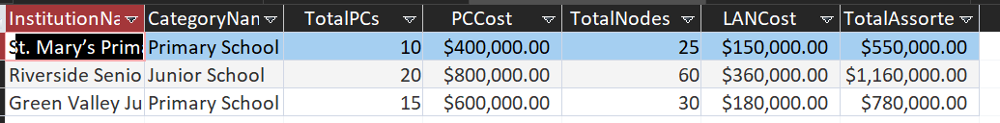 InstitutionNa CategoryNan TotalPCs PCCost TotalNodes LANCost TotalAssorte
St. Mary’s Prima Primary School 10 $400,000.00 25 $150,000.00 $550,000.00
Riverside Senio Junior School 20 $800,000.00 60 $360,000.00 $1,160,000.00
Green Valley Ju Primary School 15 $600,000.00 30 $180,000.00 $780,000.00